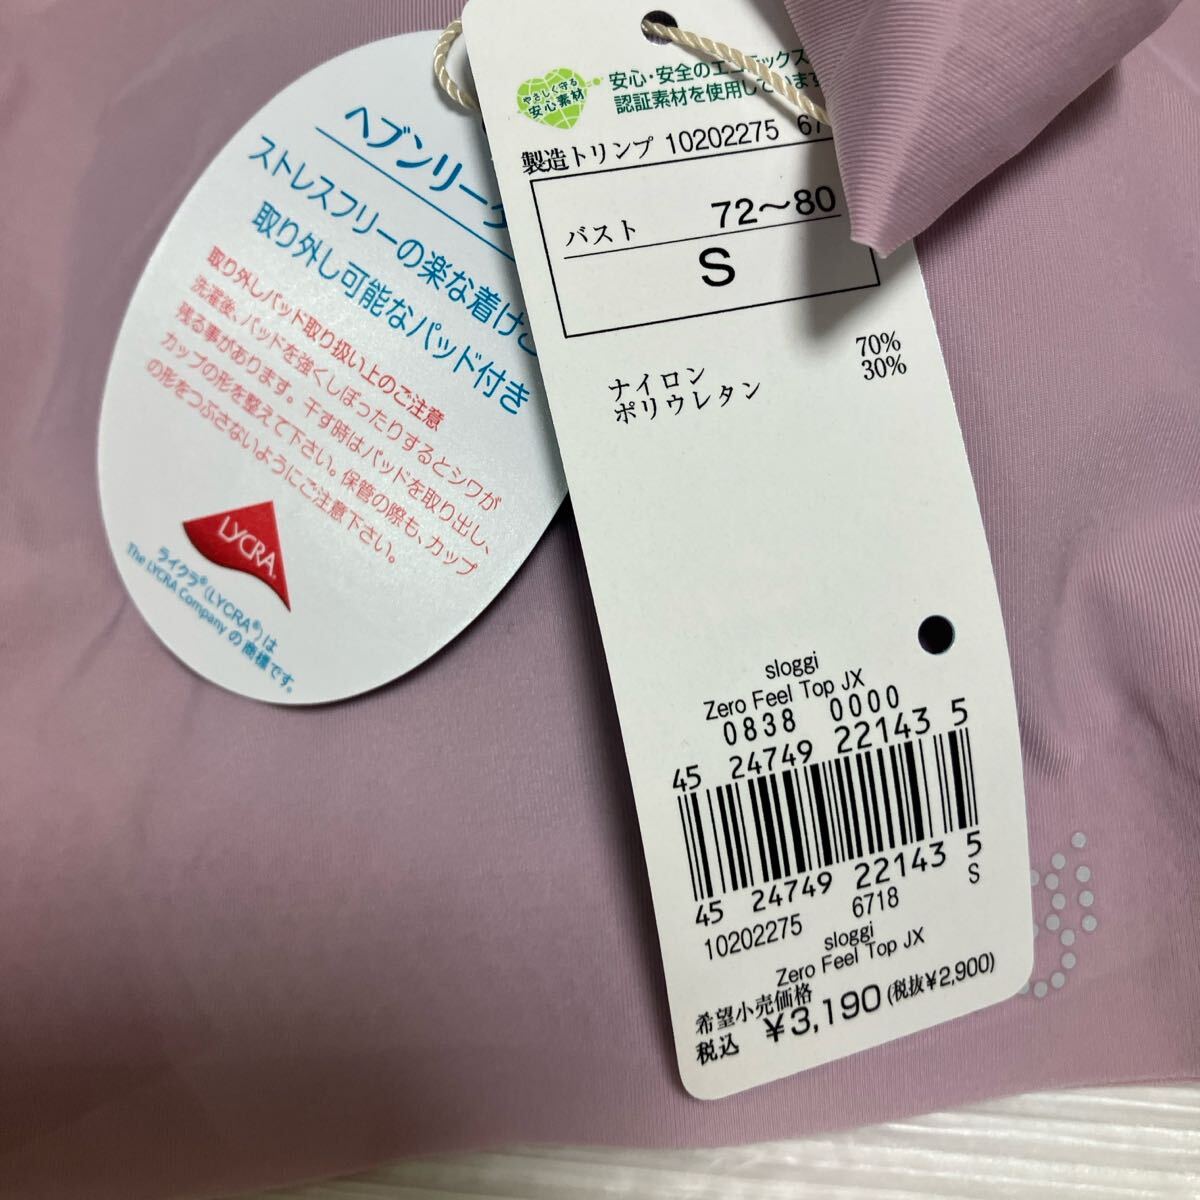 ストレスフリーの楽な着け
取り外し可能なパッド付き
取り外しパッド取り扱い上のご注意
洗濯後、パッドを強くしぼったりするとシワが
残る事があります。干す時はパッドを取り出し、
カップの形を整えて下さい。保管の際も、カップ
の形をつぶさないようにご注意下さい。
LYCRA®
ライクラ®(LYCRA®)は
The LYCRA Company の商標です。
やさしく守る
安心素材
安心・安全のエコテックス
認証素材を使用しています
製造トリンプ 10202275
バスト 72〜80
S
ナイロン 70%
ポリウレタン 30%
sloggi
Zero Feel Top JX
0838 0000
45 24749 22143 5
45 24749 22143 5
10202275 6718 S
sloggi
Zero Feel Top JX
希望小売価格
税込 ¥3,190 (税抜¥2,900)